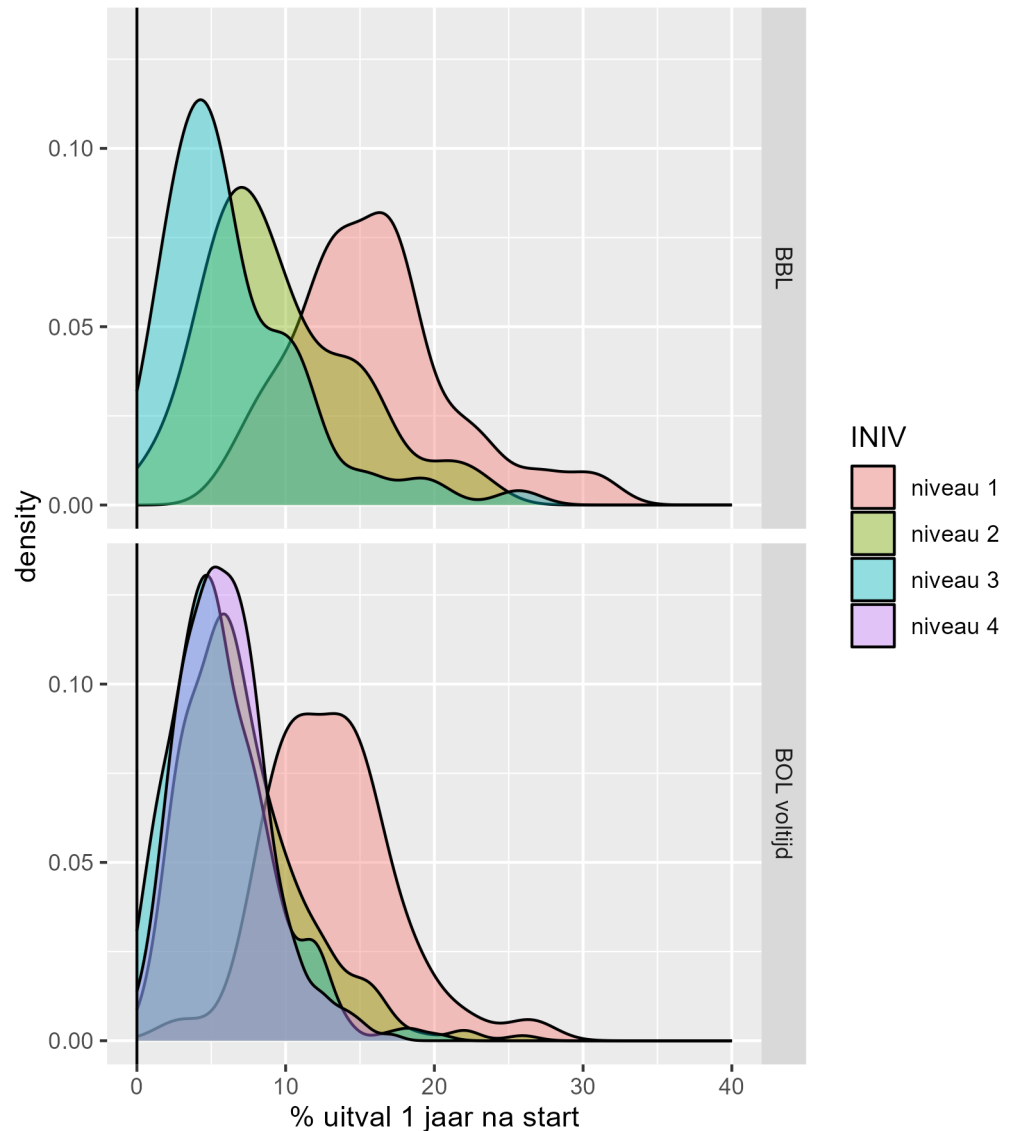 0.10
0.05
0.00
BBL
density
0.10
0.05
0.00
BOL voltijd
0
10
20
30
40
% uitval 1 jaar na start
INIV
niveau 1
niveau 2
niveau 3
niveau 4